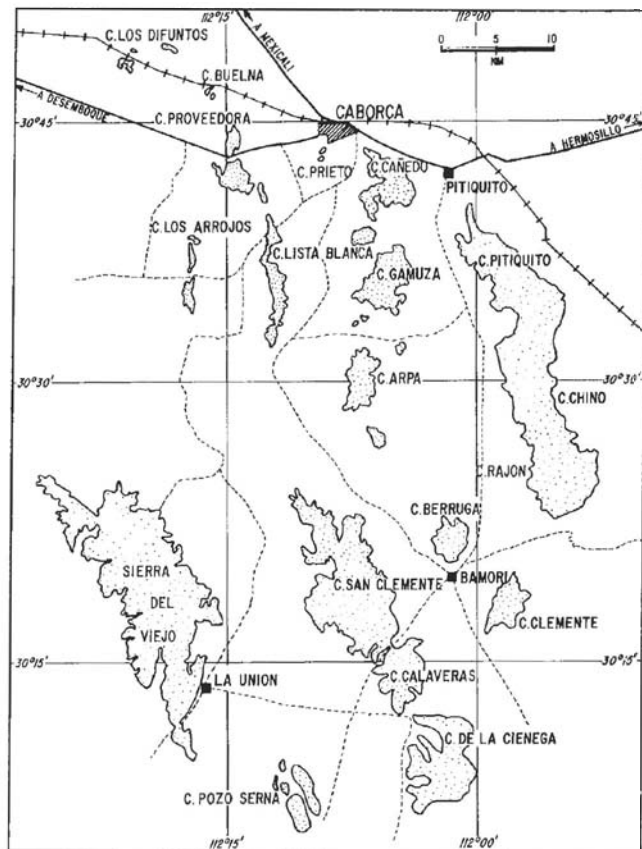 112°15'
112°00'
C. LOS DIFUNTOS
A MEXICALI
0 5 10
KM
C. BUELNA
A DESEMBOQUE
C. PROVEEDORA
CABORCA
30°45'
30°45'
A HERMOSILLO
C. PRIETO
C. CAÑEDO
PITIQUITO
C. LOS ARROJOS
C. LISTA BLANCA
C. GAMUZA
C. PITIQUITO
30°30'
30°30'
C. ARPA
C. CHINO
C. RAJON
C. BERRUGA
SIERRA
DEL
VIEJO
C. SAN CLEMENTE
BAMORI
C. CLEMENTE
30°15'
30°15'
LA UNION
C. CALAVERAS
C. DE LA CIENEGA
C. POZO SERNA
112°15'
112°00'